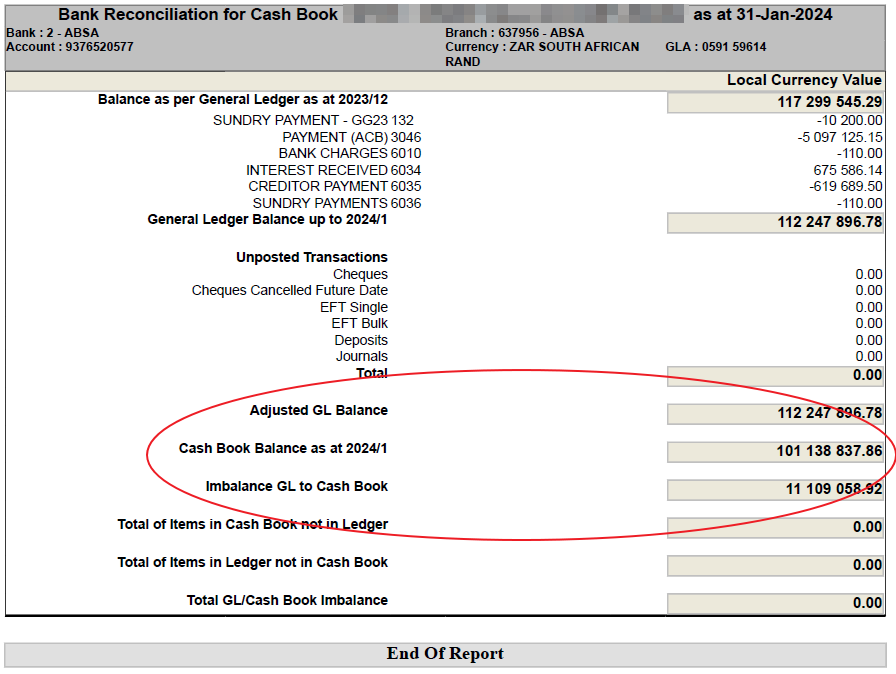 Bank Reconciliation for Cash Book as at 31-Jan-2024
Bank : 2 - ABSA Branch : 637956 - ABSA
Account : 9376520577 Currency : ZAR SOUTH AFRICAN RAND GLA : 0591 59614
Local Currency Value
Balance as per General Ledger as at 2023/12 117 299 545.29
SUNDRY PAYMENT - GG23 132 -10 200.00
PAYMENT (ACB) 3046 -5 097 125.15
BANK CHARGES 6010 -110.00
INTEREST RECEIVED 6034 675 586.14
CREDITOR PAYMENT 6035 -619 689.50
SUNDRY PAYMENTS 6036 -110.00
General Ledger Balance up to 2024/1 112 247 896.78
Unposted Transactions
Cheques 0.00
Cheques Cancelled Future Date 0.00
EFT Single 0.00
EFT Bulk 0.00
Deposits 0.00
Journals 0.00
Total 0.00
Adjusted GL Balance 112 247 896.78
Cash Book Balance as at 2024/1 101 138 837.86
Imbalance GL to Cash Book 11 109 058.92
Total of Items in Cash Book not in Ledger 0.00
Total of Items in Ledger not in Cash Book 0.00
Total GL/Cash Book Imbalance 0.00
End Of Report